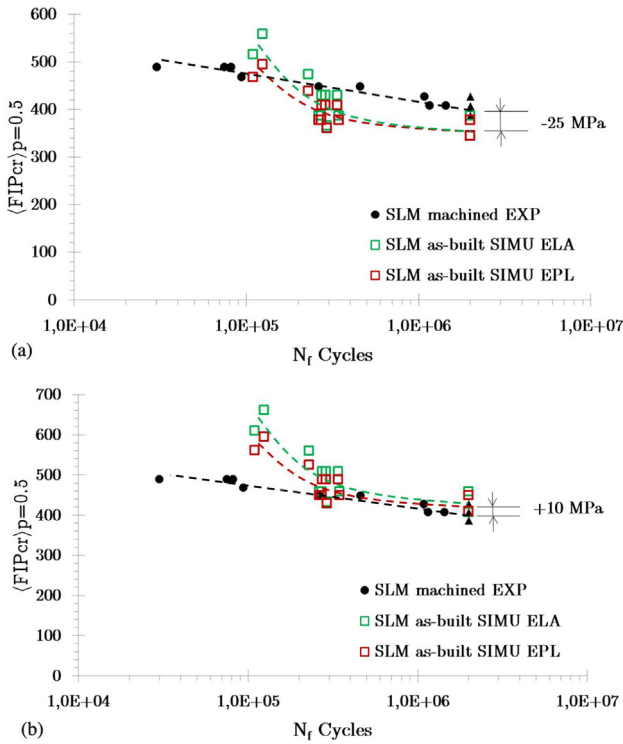 600
500
400
300
200
100
0
⟨FIPcr⟩p=0.5
-25 MPa
SLM machined EXP
SLM as-built SIMU ELA
SLM as-built SIMU EPL
1,0E+04 1,0E+05 1,0E+06 1,0E+07
(a)
N_f Cycles
700
600
500
400
300
200
100
0
⟨FIPcr⟩p=0.5
+10 MPa
SLM machined EXP
SLM as-built SIMU ELA
SLM as-built SIMU EPL
1,0E+04 1,0E+05 1,0E+06 1,0E+07
(b)
N_f Cycles